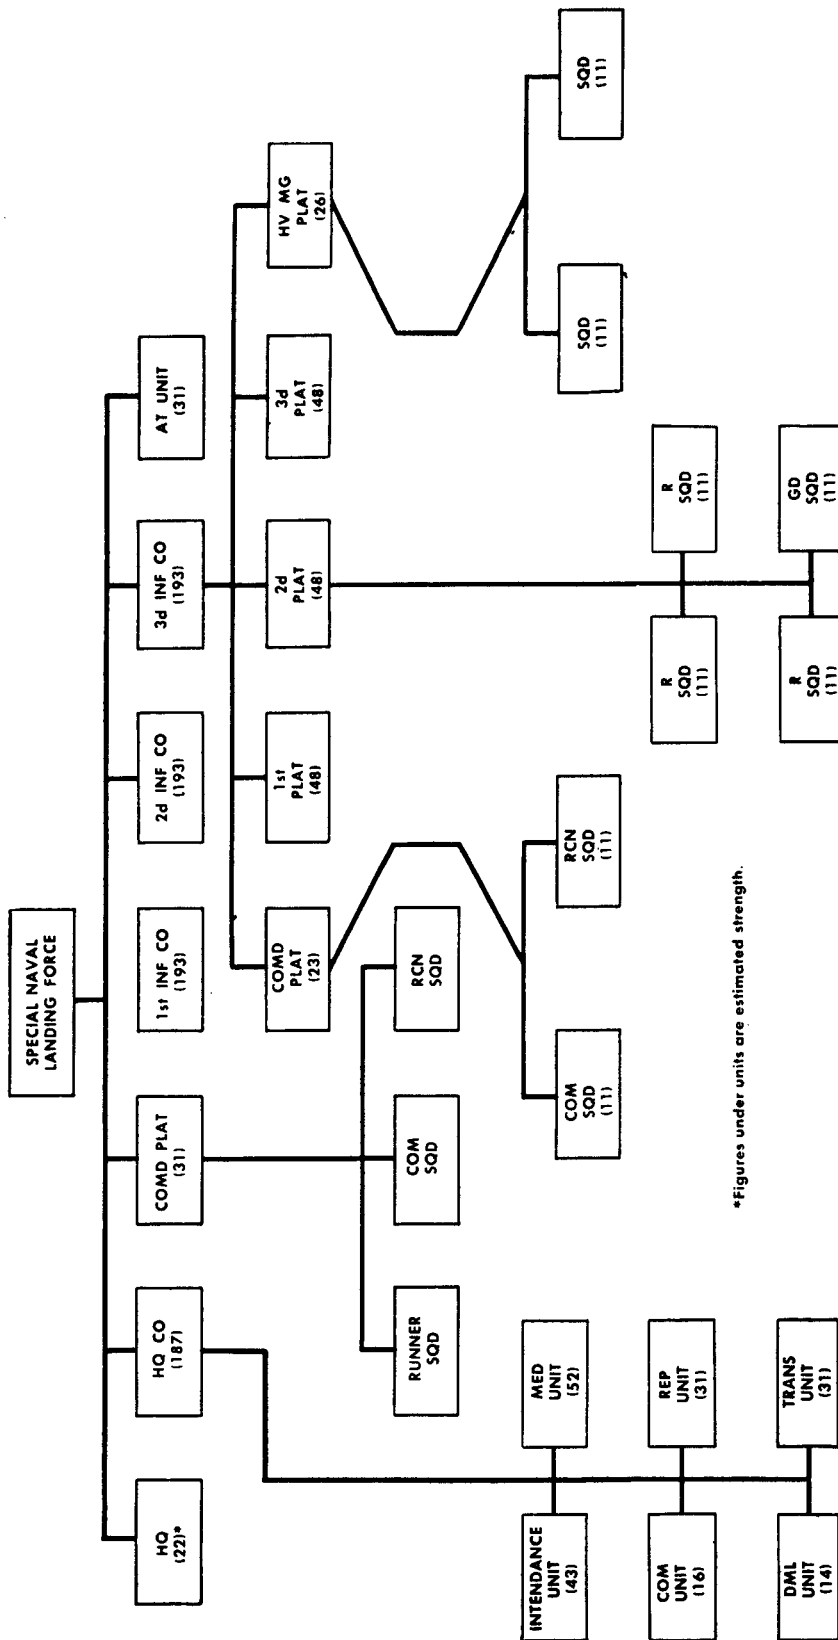 SPECIAL NAVAL
LANDING FORCE
HQ
(22)*
HQ CO
(187)
COMD PLAT
(31)
1st INF CO
(193)
2d INF CO
(193)
3d INF CO
(193)
AT UNIT
(31)
COMD
PLAT
(23)
1st
PLAT
(48)
2d
PLAT
(48)
3d
PLAT
(48)
HV MG
PLAT
(26)
RUNNER
SQD
COM
SQD
RCN
SQD
INTENDANCE
UNIT
(43)
MED
UNIT
(52)
COM
SQD
(11)
RCN
SQD
(11)
SQD
(11)
SQD
(11)
COM
UNIT
(16)
REP
UNIT
(31)
R
SQD
(11)
R
SQD
(11)
DML
UNIT
(14)
TRANS
UNIT
(31)
R
SQD
(11)
GD
SQD
(11)
*Figures under units are estimated strength.